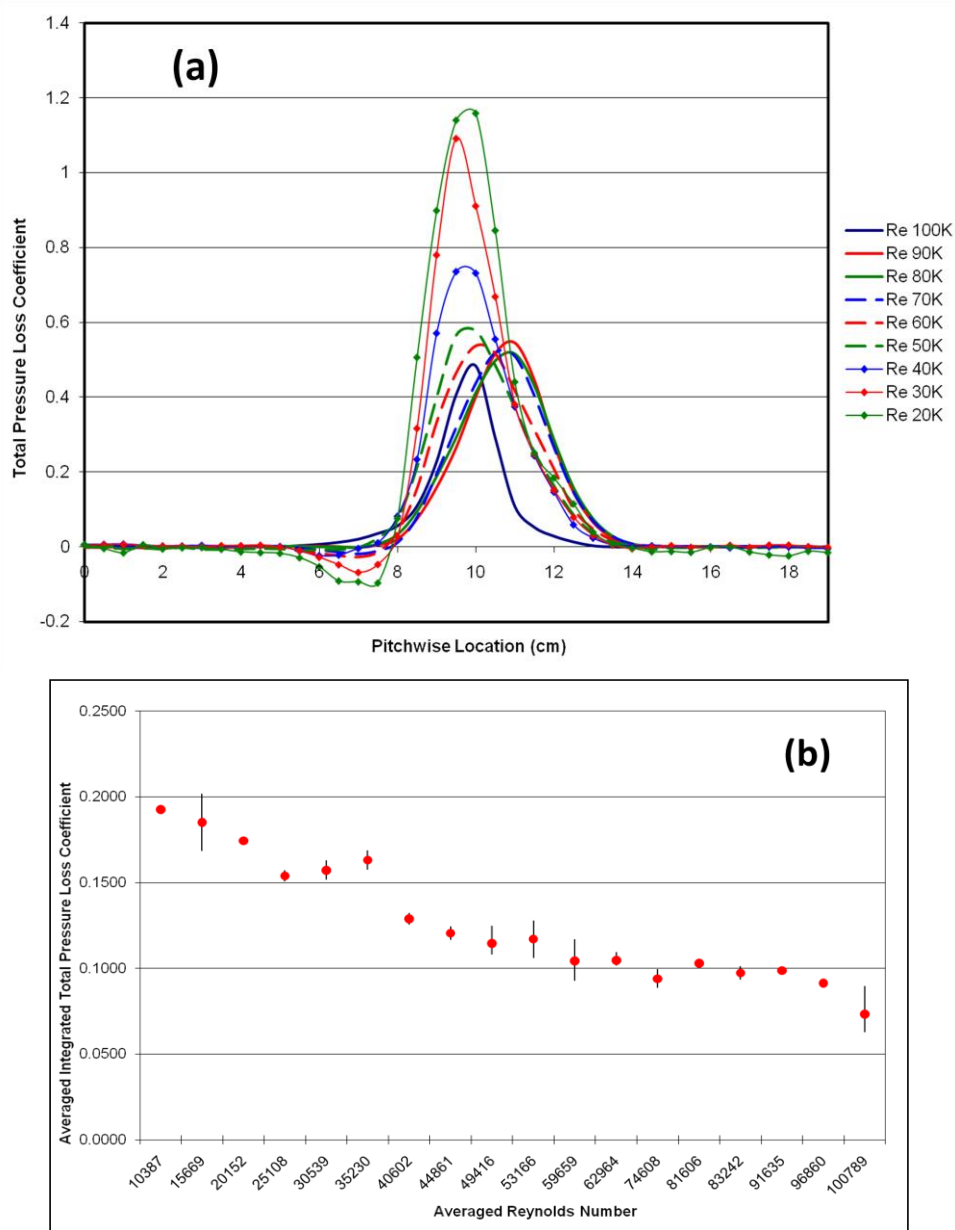 (a)
1.4
1.2
1
0.8
0.6
0.4
0.2
0
-0.2
Total Pressure Loss Coefficient
0 2 4 6 8 10 12 14 16 18
Pitchwise Location (cm)
Re 100K
Re 90K
Re 80K
Re 70K
Re 60K
Re 50K
Re 40K
Re 30K
Re 20K
(b)
0.2500
0.2000
0.1500
0.1000
0.0500
0.0000
Averaged Integrated Total Pressure Loss Coefficient
10387 15669 20152 25108 30539 35230 40602 44861 49416 53166 59659 62964 74608 81606 83242 91635 96860 100789
Averaged Reynolds Number